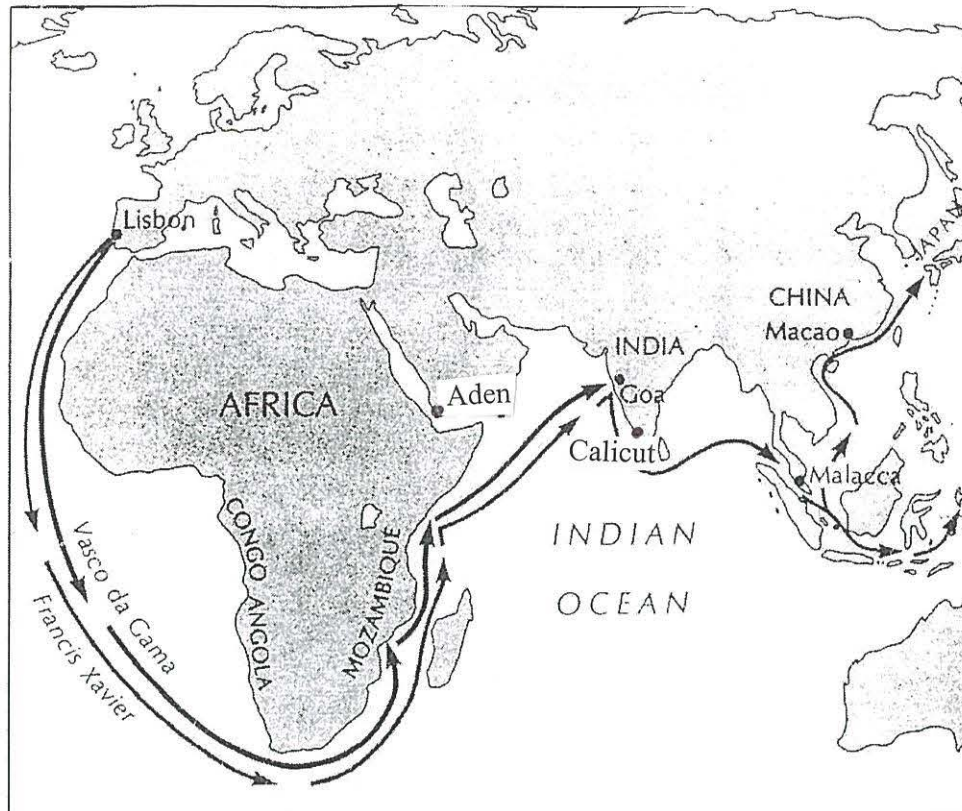 Lisbon
JAPAN
CHINA
Macao
INDIA
Goa
Aden
AFRICA
Calicut
Malacca
CONGO
ANGOLA
MOZAMBIQUE
INDIAN
OCEAN
Vasco da Gama
Francis Xavier